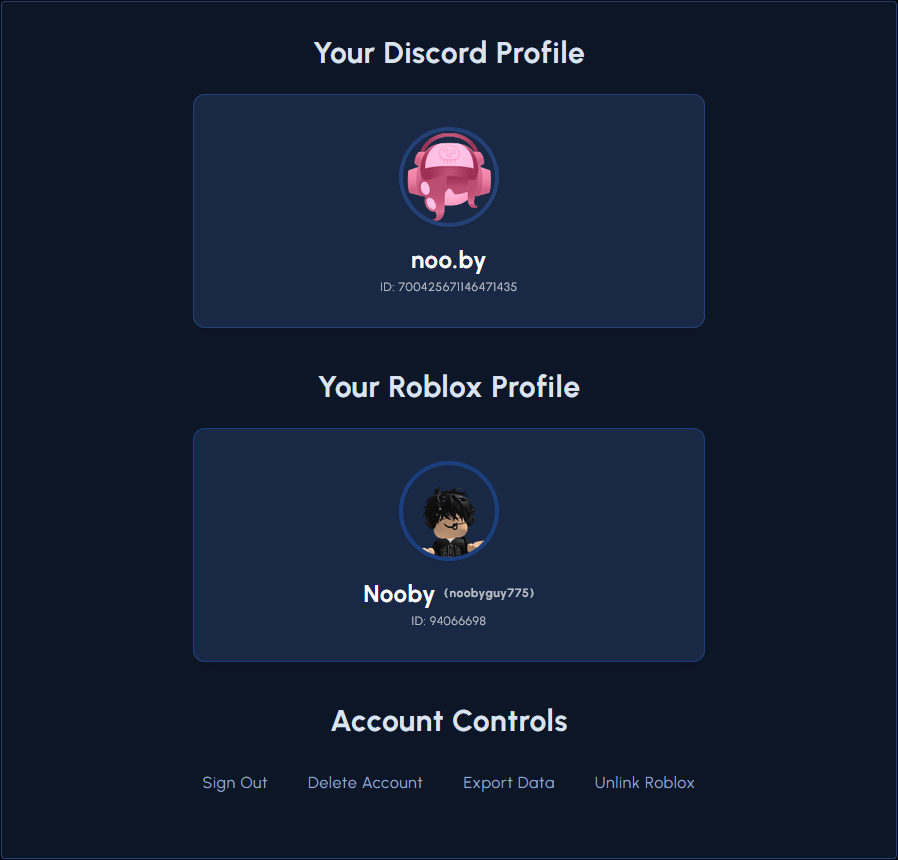 Your Discord Profile
noo.by
ID: 700425671146471435
Your Roblox Profile
Nooby (noobyguy775)
ID: 94066698
Account Controls
Sign Out Delete Account Export Data Unlink Roblox